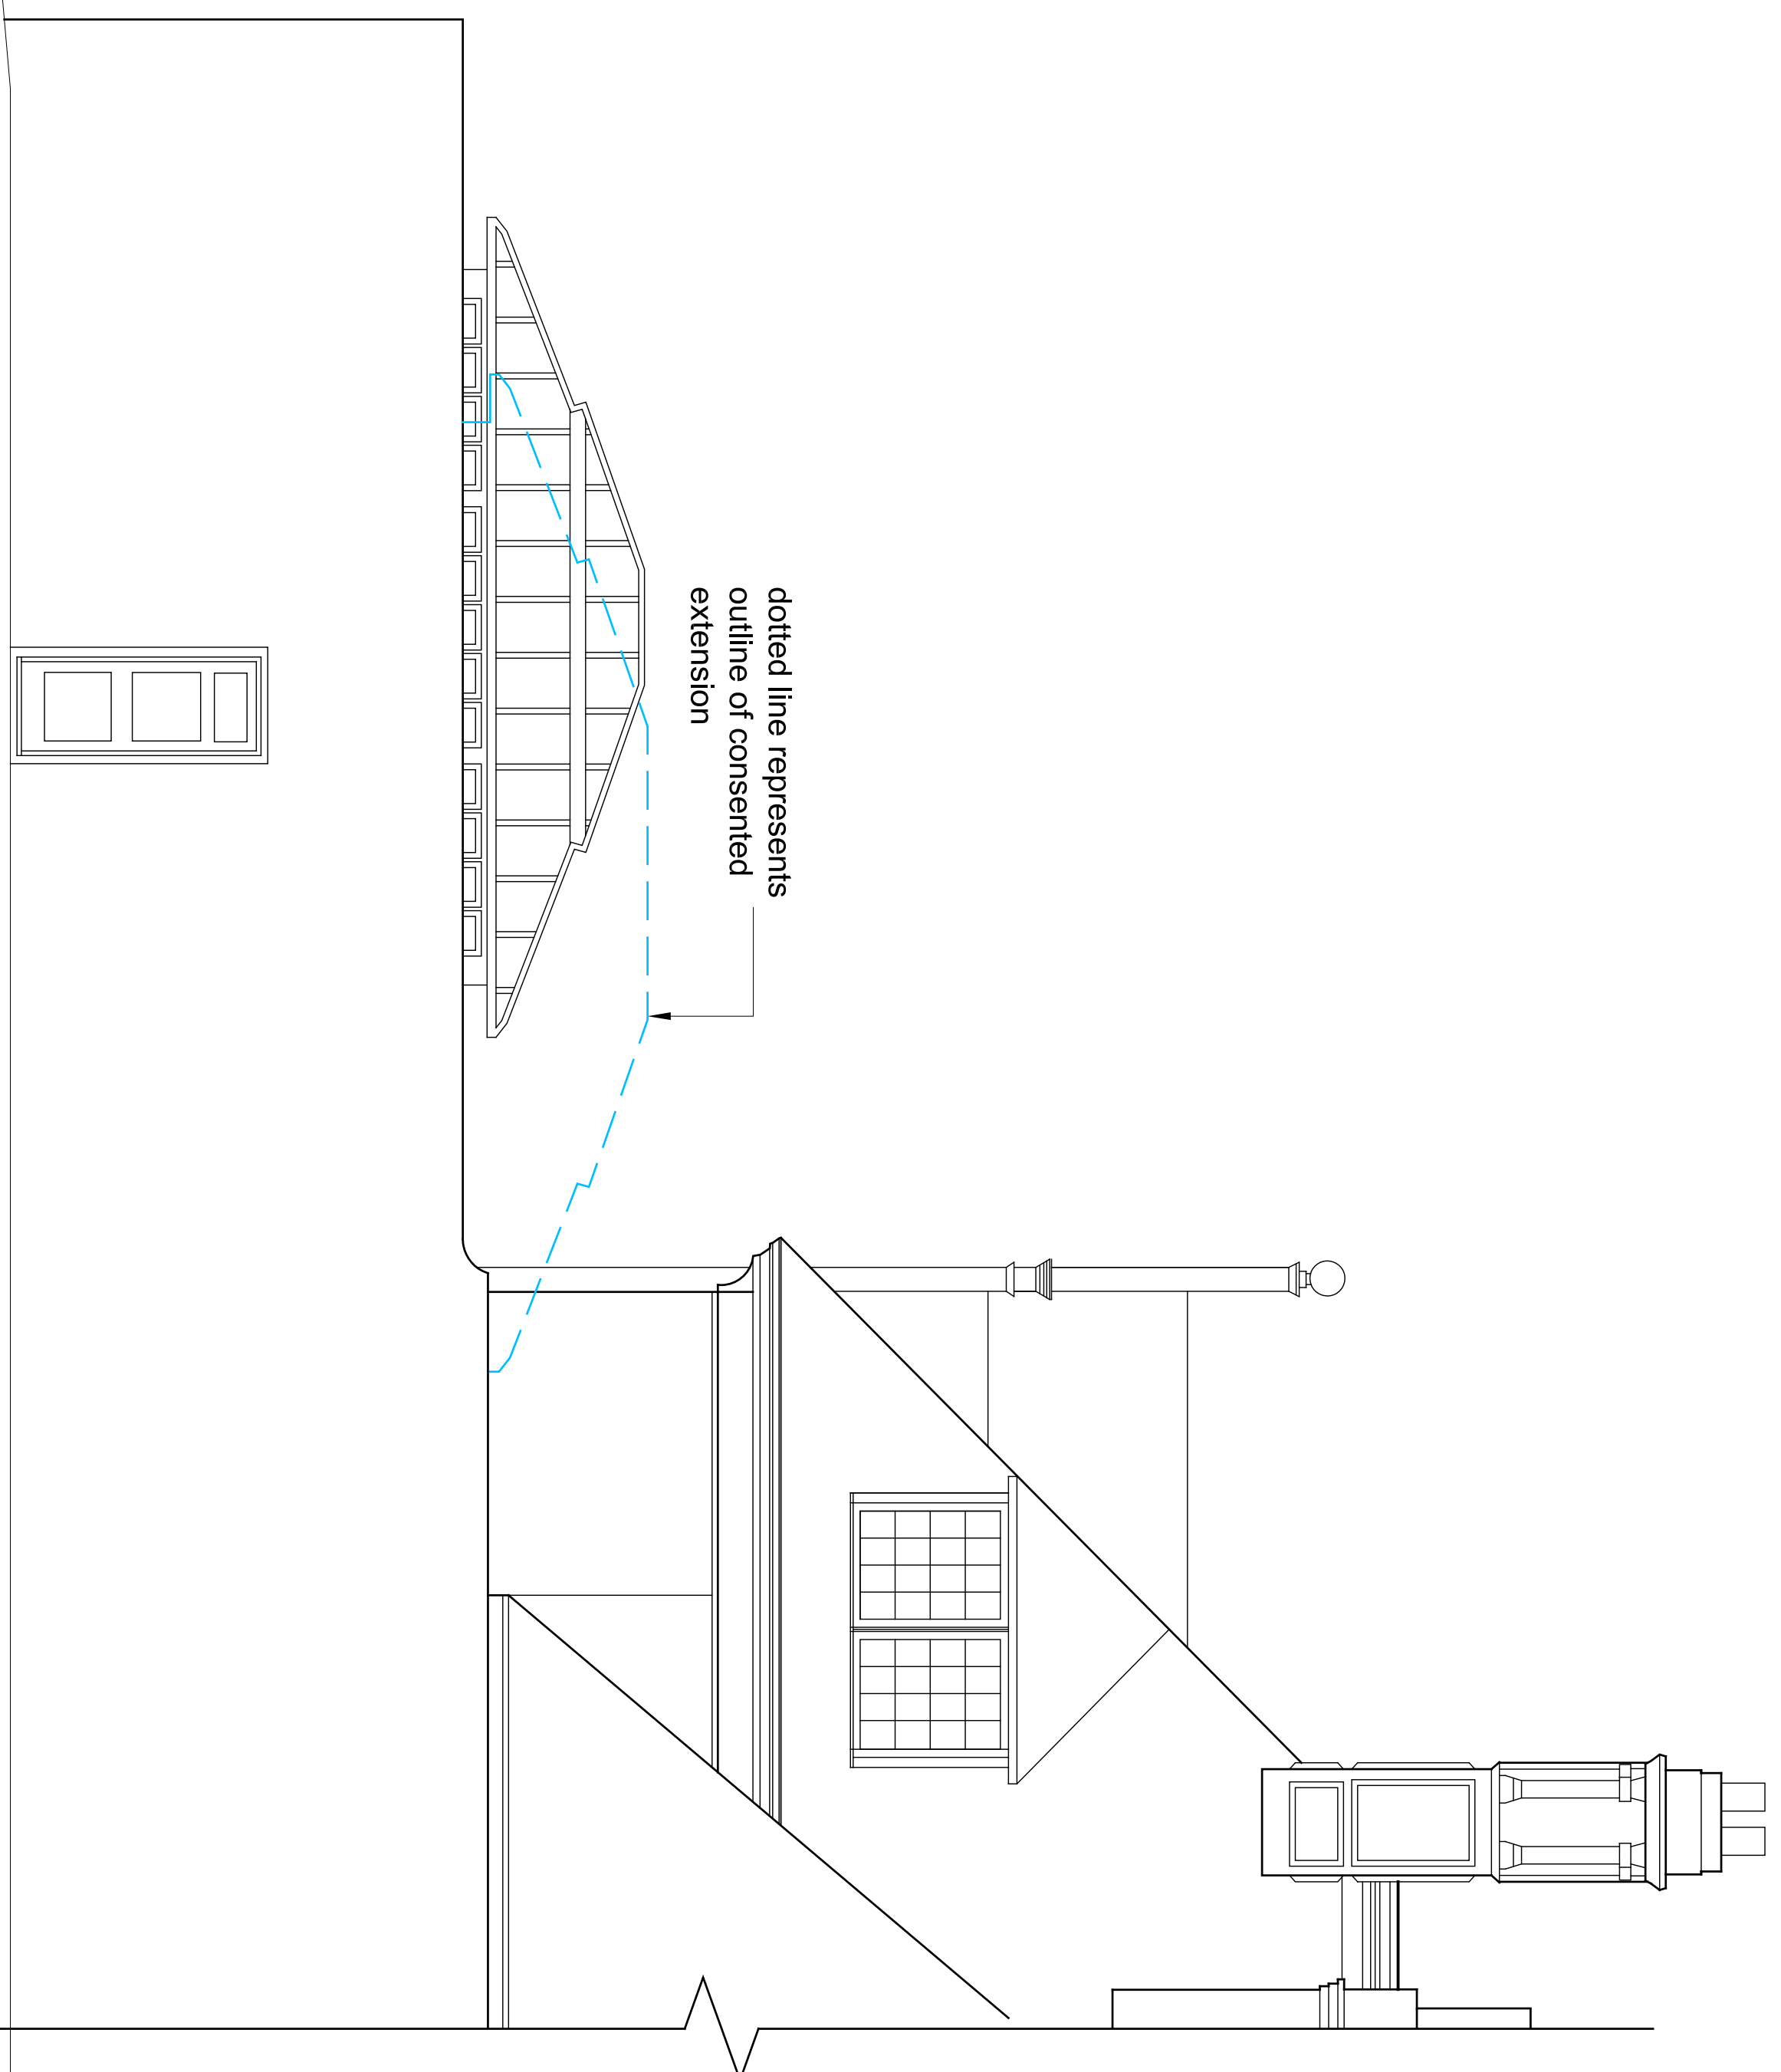 dotted line represents
outline of consented
extension